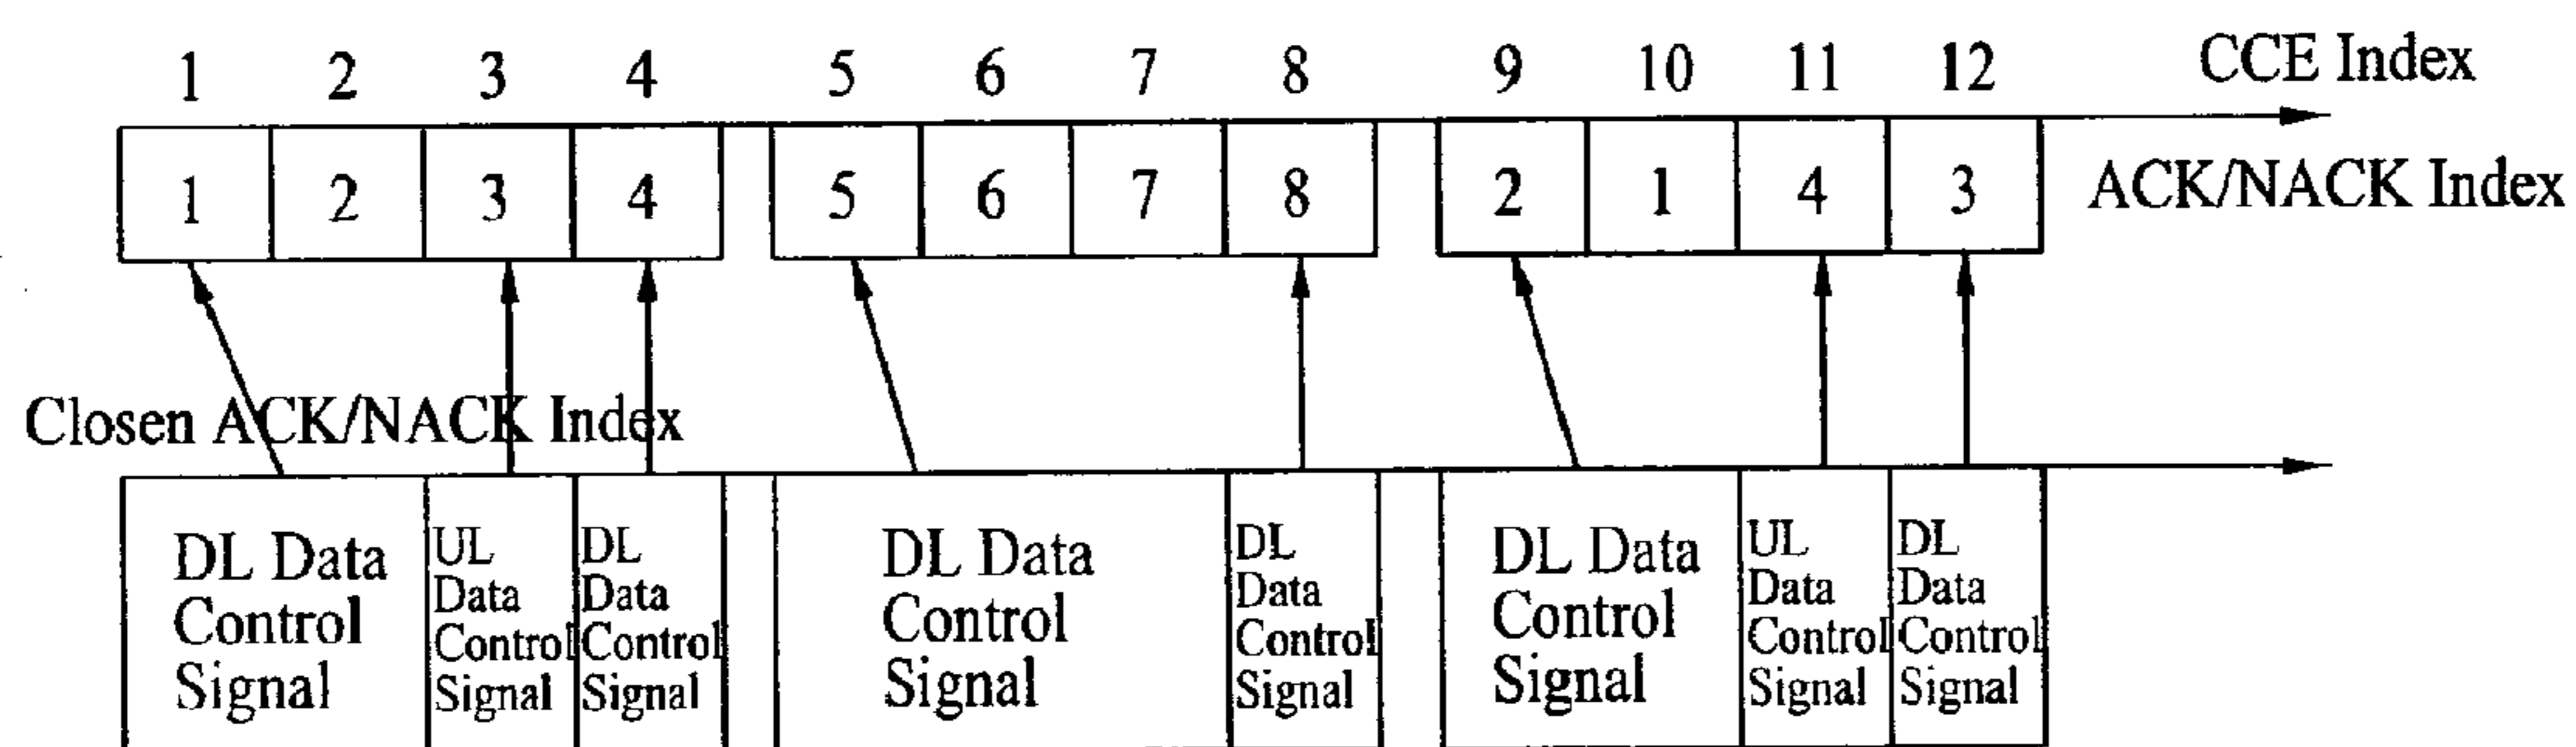 1 2 3 4 5 6 7 8 9 10 11 12 CCE Index
1 2 3 4 5 6 7 8 2 1 4 3 ACK/NACK Index
Closen ACK/NACK Index
DL Data
Control
Signal
UL
Data
Control
Signal
DL
Data
Control
Signal
DL Data
Control
Signal
DL
Data
Control
Signal
DL Data
Control
Signal
UL
Data
Control
Signal
DL
Data
Control
Signal